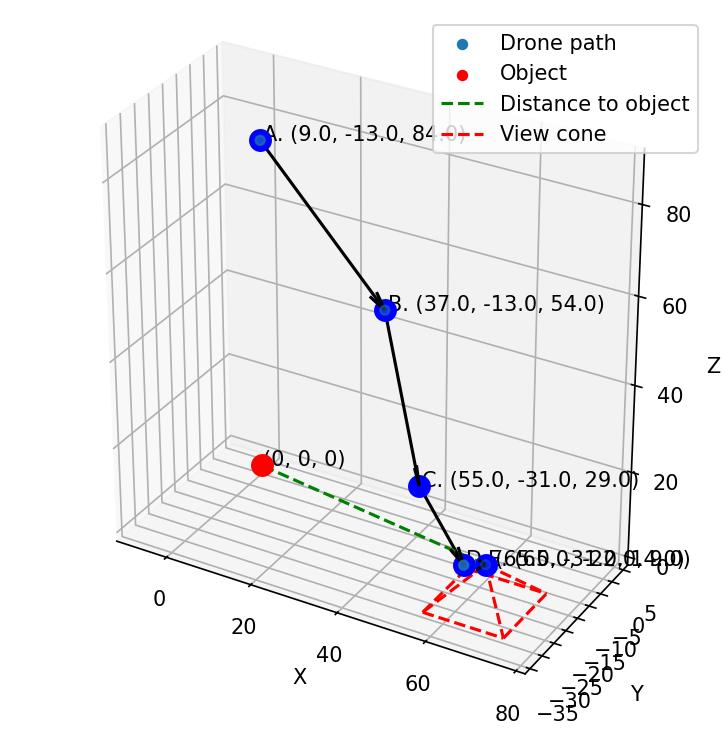 Drone path
Object
Distance to object
View cone
A. (9.0, -13.0, 84.0)
B. (37.0, -13.0, 54.0)
(0, 0, 0)
C. (55.0, -31.0, 29.0)
80
60
40
20
0
Z
0
20
40
60
80
X
5
0
−5
−10
−15
−20
−25
−30
−35
Y